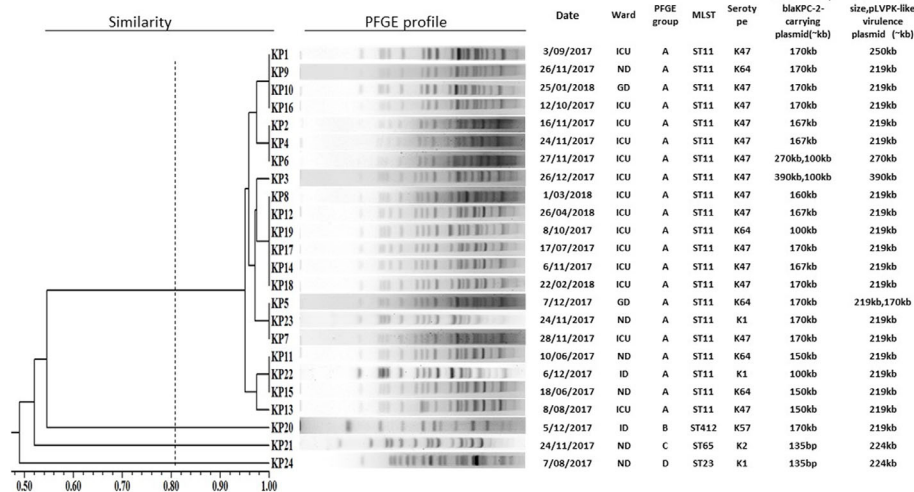 Similarity PFGE profile Date Ward PFGE group MLST Seroty pe blaKPC-2-carrying plasmid(~kb) size,pLVPK-like virulence plasmid (~kb)
KP1 3/09/2017 ICU A ST11 K47 170kb 250kb
KP9 26/11/2017 ND A ST11 K64 170kb 219kb
KP10 25/01/2018 GD A ST11 K47 170kb 219kb
KP16 12/10/2017 ICU A ST11 K47 170kb 219kb
KP2 16/11/2017 ICU A ST11 K47 167kb 219kb
KP4 24/11/2017 ICU A ST11 K47 167kb 219kb
KP6 27/11/2017 ICU A ST11 K47 270kb,100kb 270kb
KP3 26/12/2017 ICU A ST11 K47 390kb,100kb 390kb
KP8 1/03/2018 ICU A ST11 K47 160kb 219kb
KP12 26/04/2018 ICU A ST11 K47 167kb 219kb
KP19 8/10/2017 ICU A ST11 K64 100kb 219kb
KP17 17/07/2017 ICU A ST11 K47 170kb 219kb
KP14 6/11/2017 ICU A ST11 K47 167kb 219kb
KP18 22/02/2018 ICU A ST11 K47 170kb 219kb
KP5 7/12/2017 GD A ST11 K64 170kb 219kb,170kb
KP23 24/11/2017 ND A ST11 K1 170kb 219kb
KP7 28/11/2017 ICU A ST11 K47 170kb 219kb
KP11 10/06/2017 ND A ST11 K64 150kb 219kb
KP22 6/12/2017 ID A ST11 K1 100kb 219kb
KP15 18/06/2017 ND A ST11 K64 150kb 219kb
KP13 8/08/2017 ICU A ST11 K47 150kb 219kb
KP20 5/12/2017 ID B ST412 K57 170kb 219kb
KP21 24/11/2017 ND C ST65 K2 135bp 224kb
KP24 7/08/2017 ND D ST23 K1 135bp 224kb
0.50 0.60 0.70 0.80 0.90 1.00